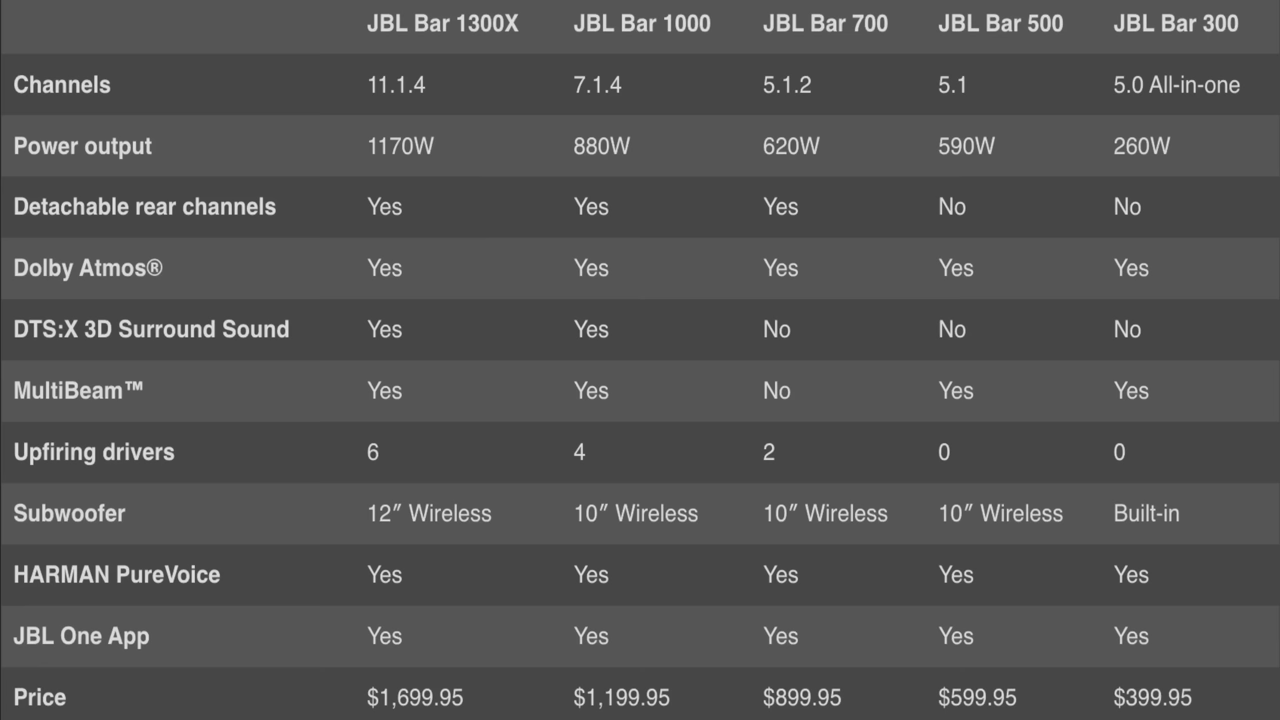 JBL Bar 1300X JBL Bar 1000 JBL Bar 700 JBL Bar 500 JBL Bar 300
Channels 11.1.4 7.1.4 5.1.2 5.1 5.0 All-in-one
Power output 1170W 880W 620W 590W 260W
Detachable rear channels Yes Yes Yes No No
Dolby Atmos® Yes Yes Yes Yes Yes
DTS:X 3D Surround Sound Yes Yes No No No
MultiBeam™ Yes Yes No Yes Yes
Upfiring drivers 6 4 2 0 0
Subwoofer 12″ Wireless 10″ Wireless 10″ Wireless 10″ Wireless Built-in
HARMAN PureVoice Yes Yes Yes Yes Yes
JBL One App Yes Yes Yes Yes Yes
Price $1,699.95 $1,199.95 $899.95 $599.95 $399.95